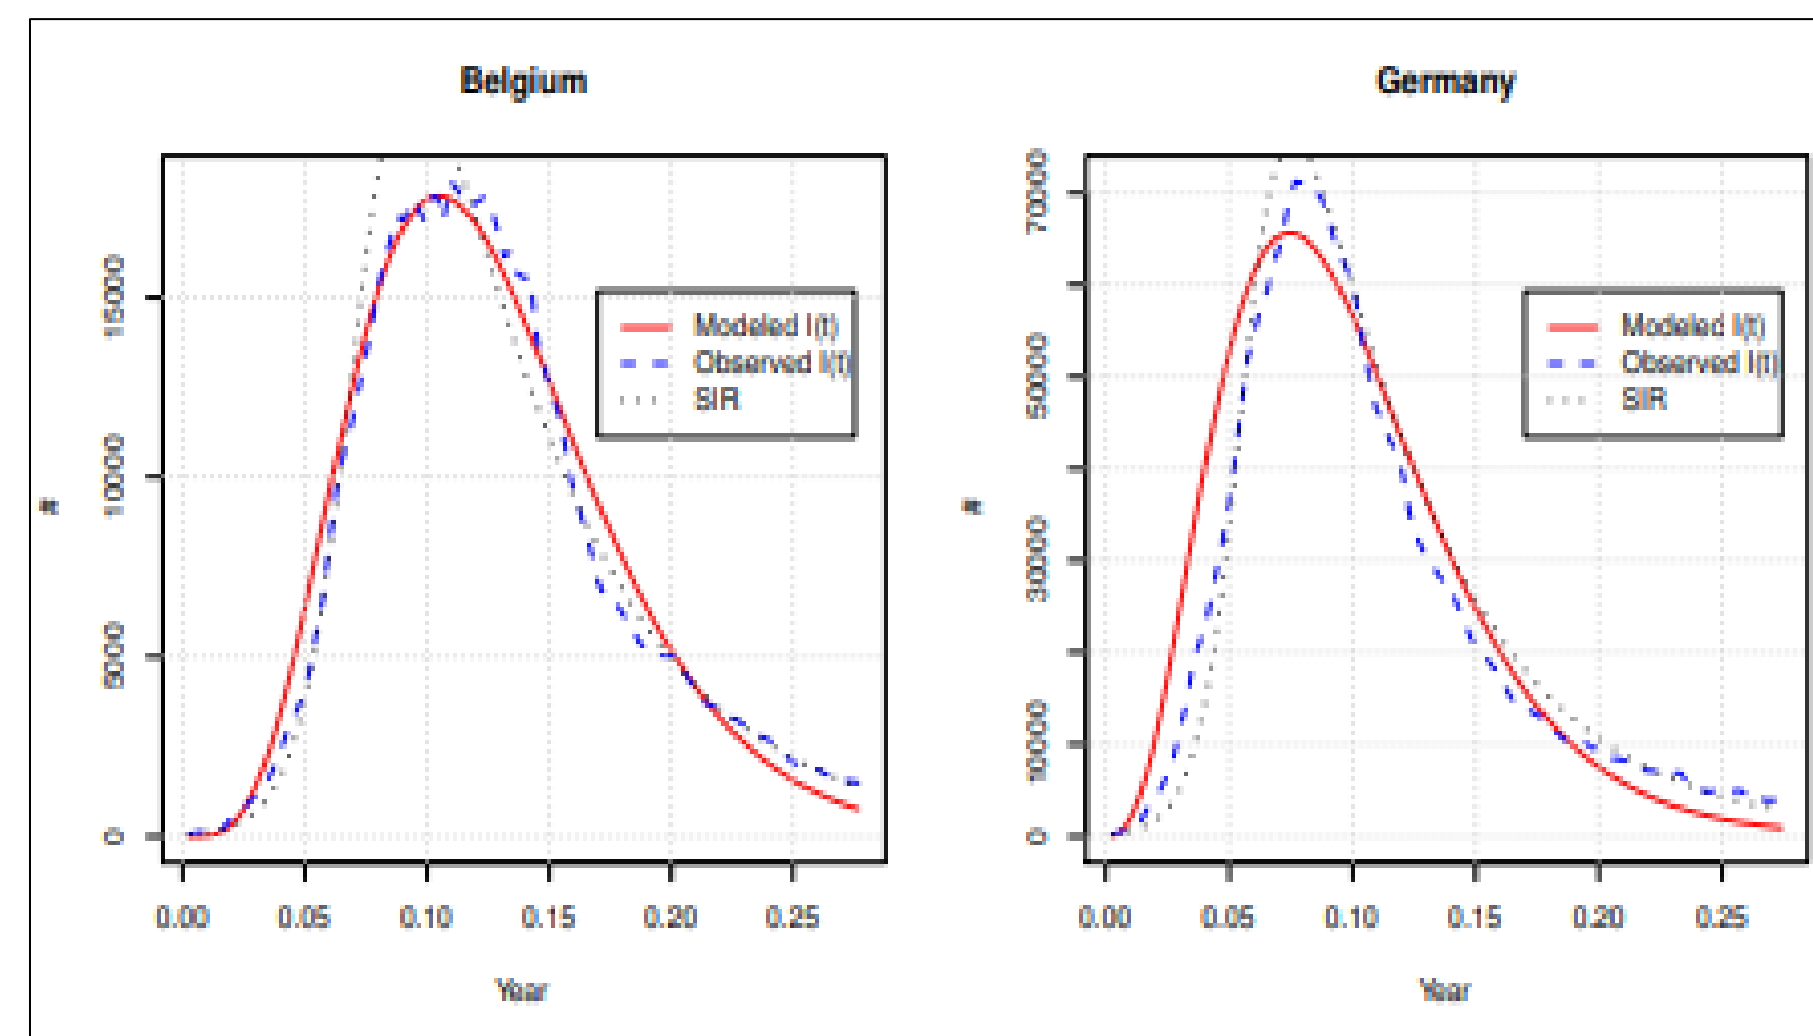 Belgium
15000
10000
5000
0
#
Modeled I(t)
Observed I(t)
SIR
0.00 0.05 0.10 0.15 0.20 0.25
Year
Germany
70000
50000
30000
10000
0
#
Modeled I(t)
Observed I(t)
SIR
0.00 0.05 0.10 0.15 0.20 0.25
Year